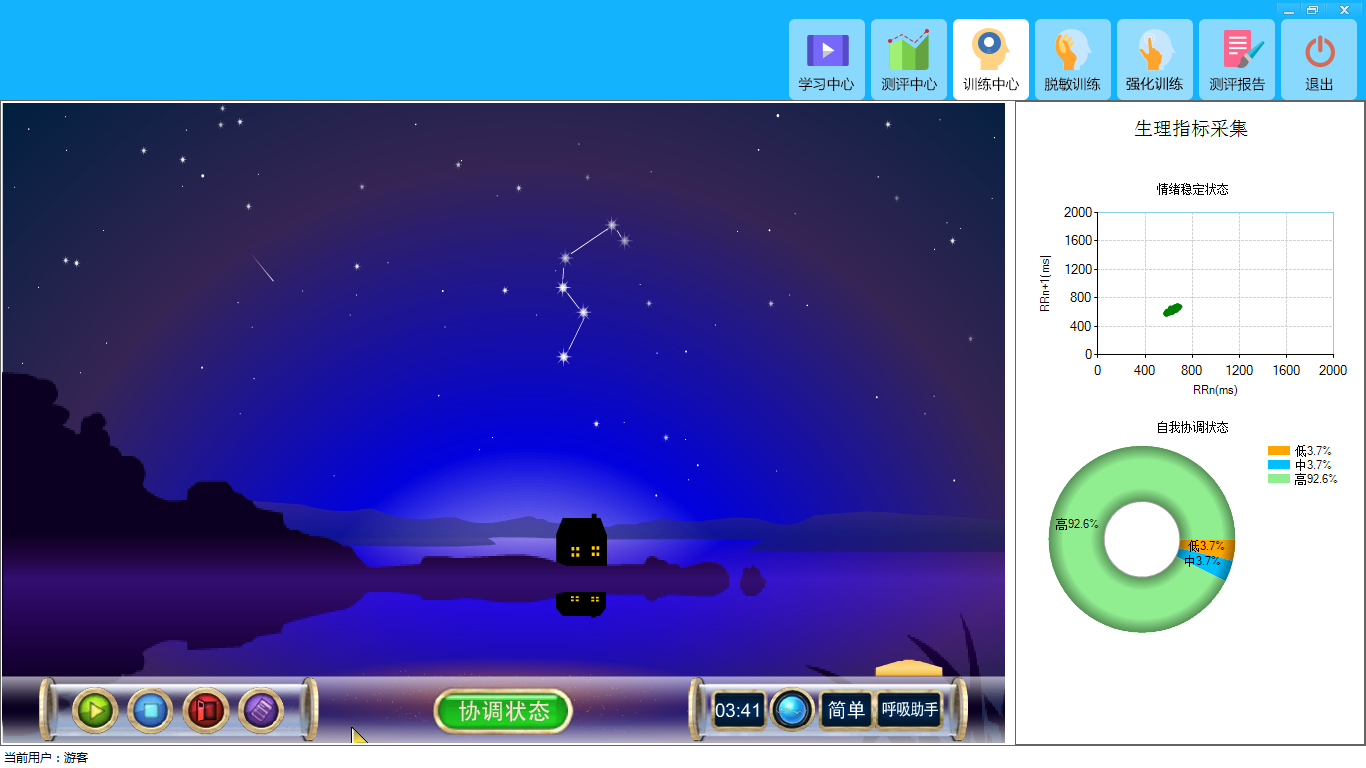 学习中心
测评中心
训练中心
脱敏训练
强化训练
测评报告
退出
生理指标采集
情绪稳定状态
2000
1600
1200
800
400
0
RRn+1(ms)
0 400 800 1200 1600 2000
RRn(ms)
自我协调状态
低3.7%
中3.7%
高92.6%
高92.6%
低3.7%
中3.7%
协调状态
03:41
简单
呼吸助手
当前用户：游客